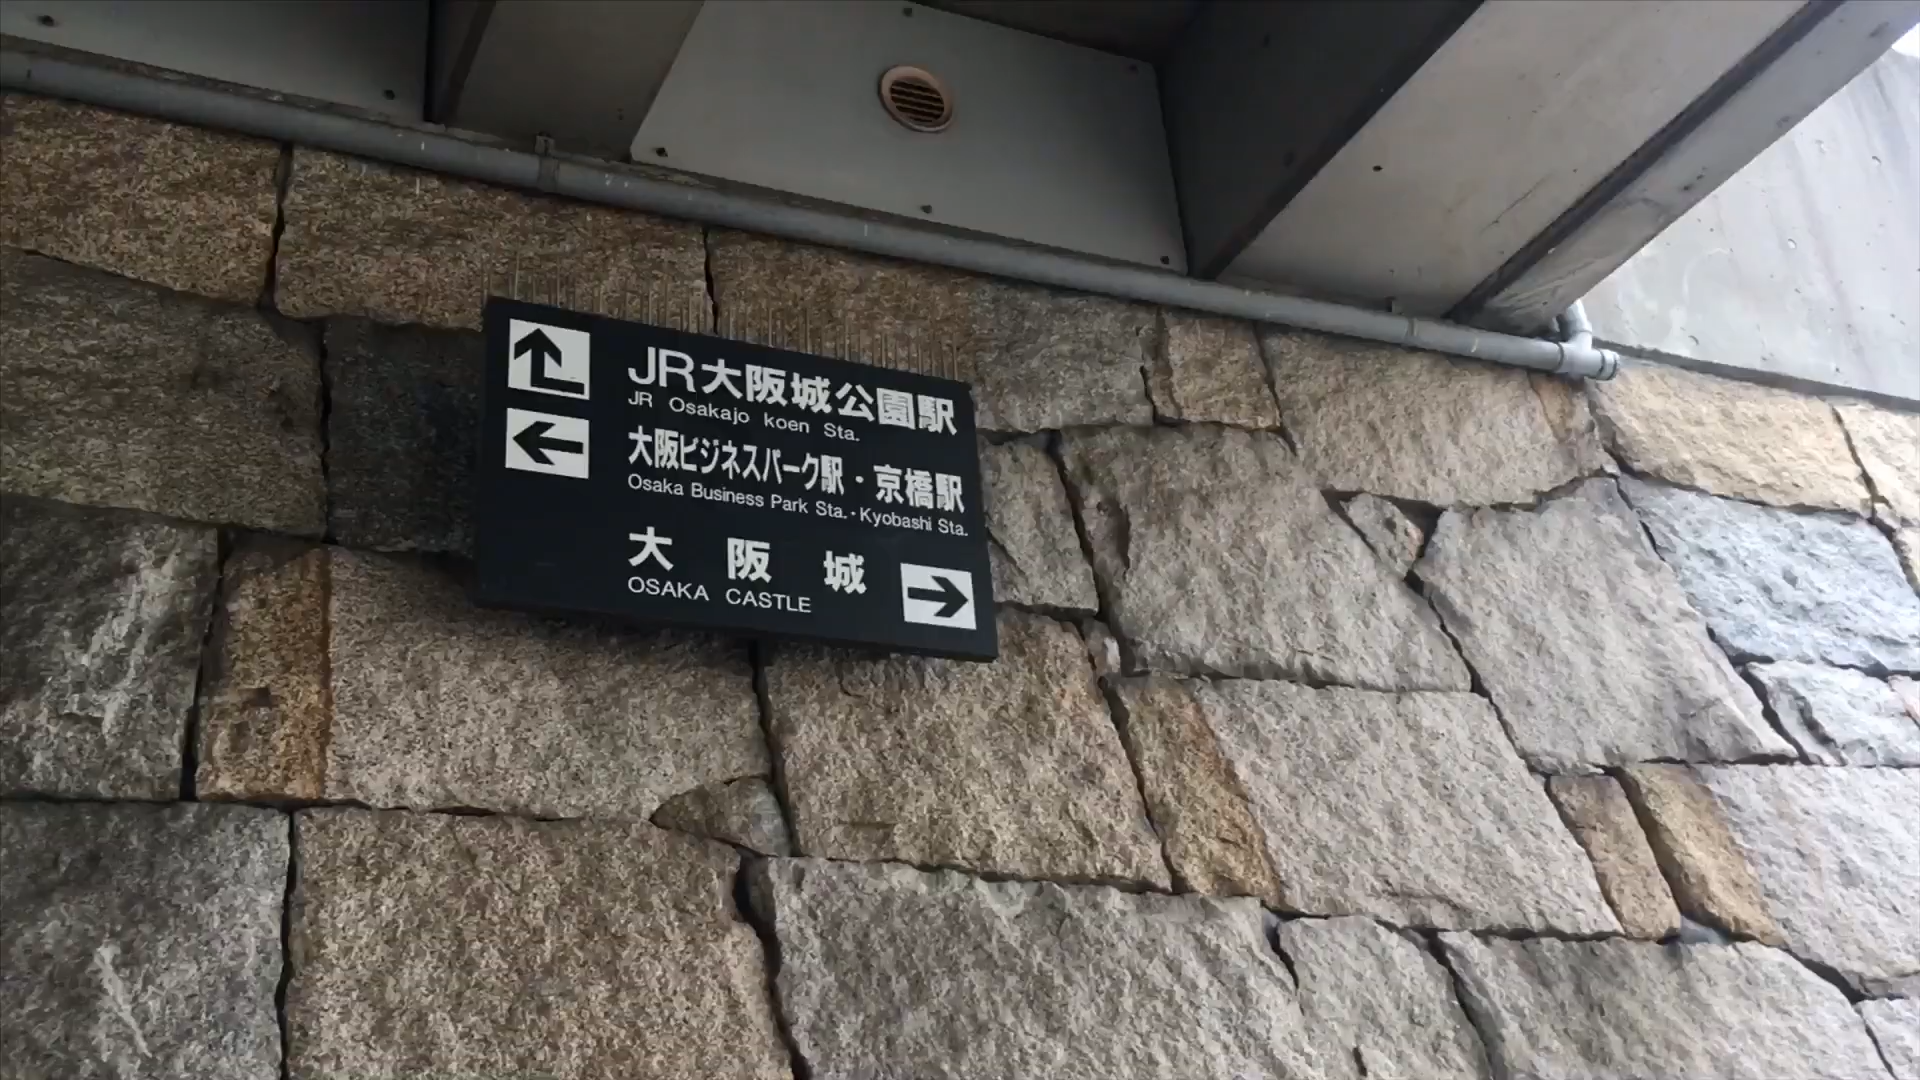 JR大阪城公園駅
JR Osakajo koen Sta.
大阪ビジネスパーク駅・京橋駅
Osaka Business Park Sta.・Kyobashi Sta.
大阪城
OSAKA CASTLE